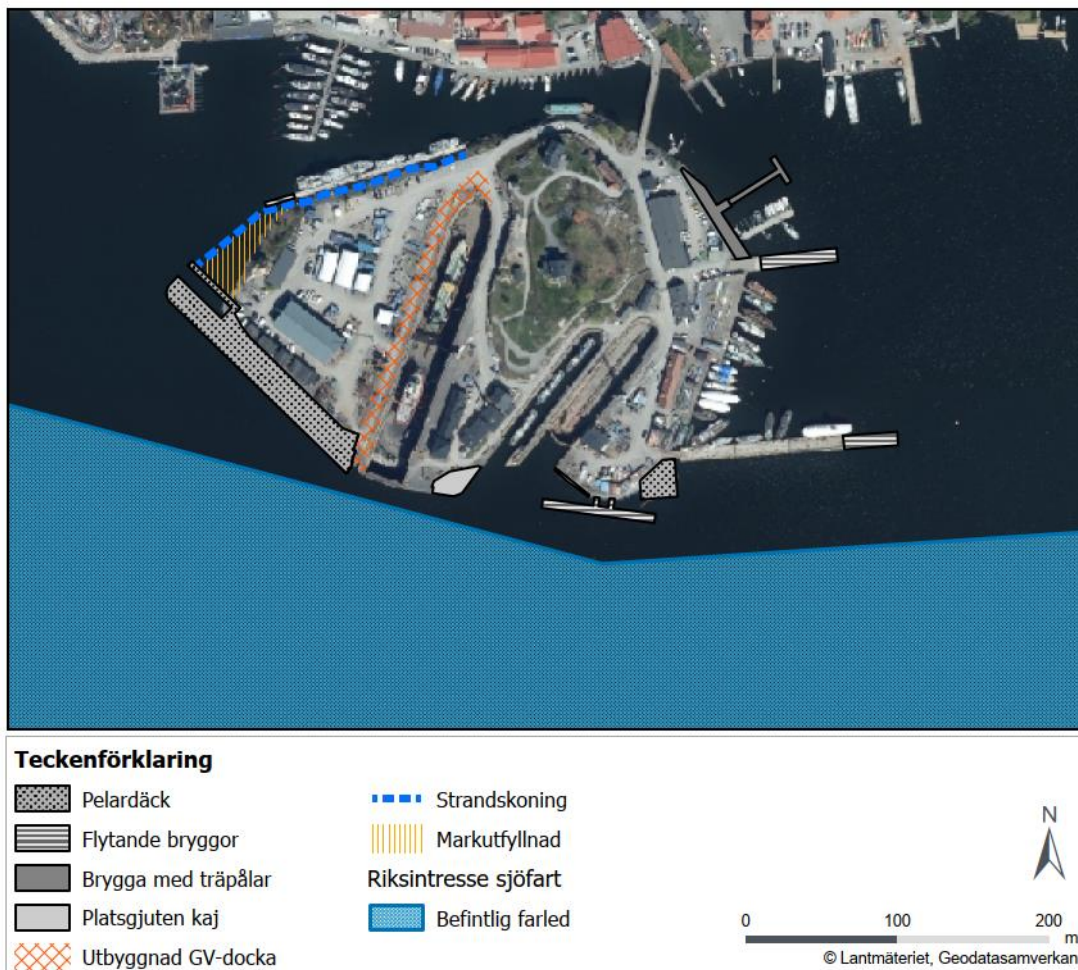 Teckenförklaring
Pelardäck
Flytande bryggor
Brygga med träpålar
Platsgjuten kaj
Utbyggnad GV-docka
Strandskoning
Markutfyllnad
Riksintresse sjöfart
Befintlig farled
N
0 100 200
m
© Lantmäteriet, Geodatasamverkan